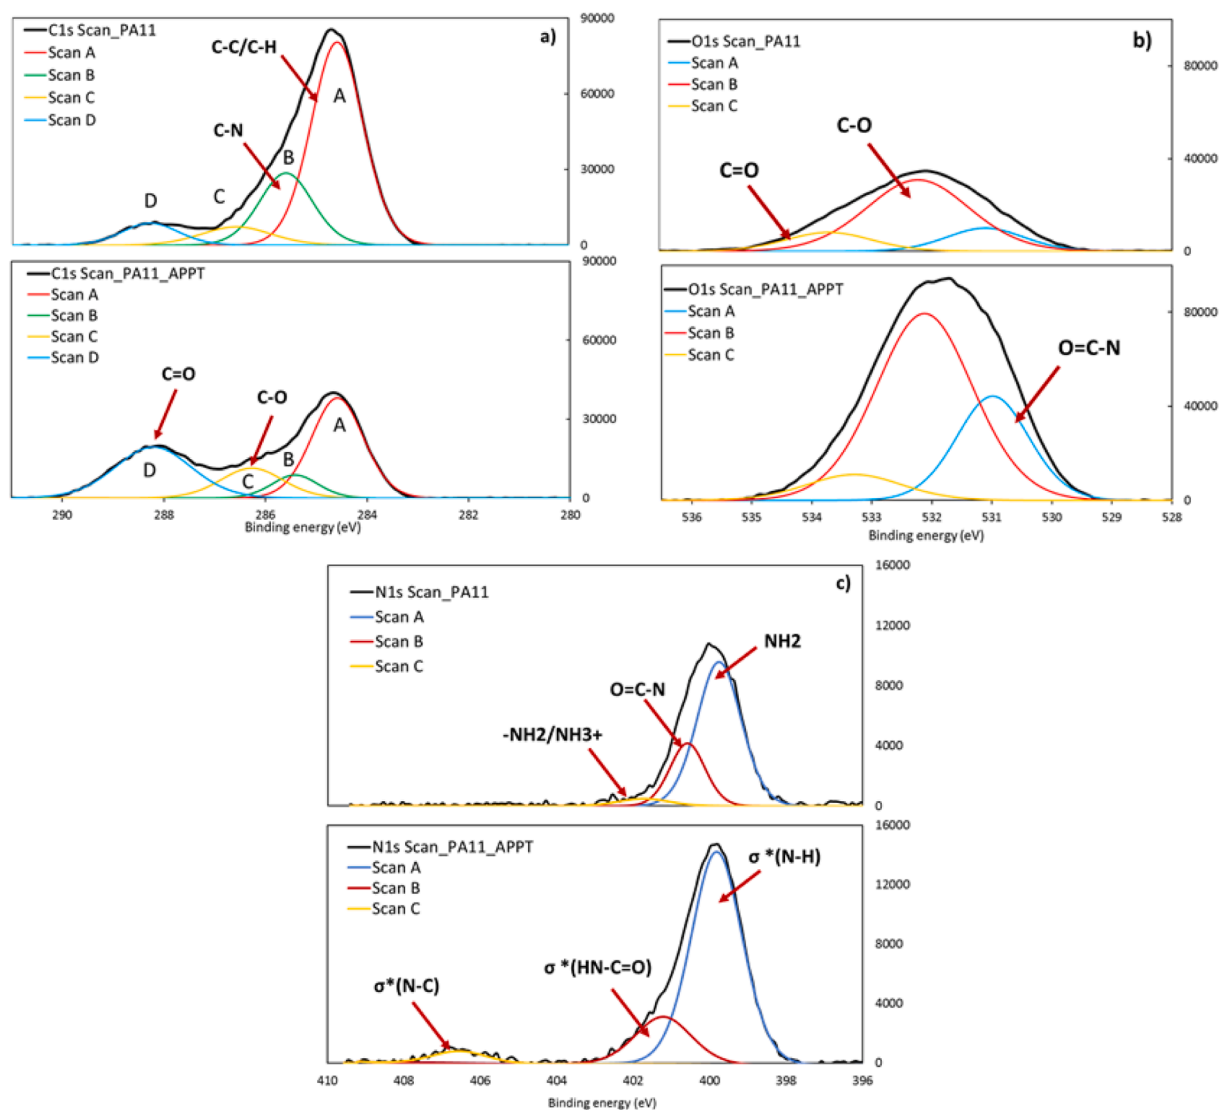 C1s Scan_PA11
Scan A
Scan B
Scan C
Scan D
C-C/C-H
C-N
A
B
C
D
a)
90000
60000
30000
0
C1s Scan_PA11_APPT
Scan A
Scan B
Scan C
Scan D
C=O
C-O
A
B
C
D
90000
60000
30000
0
290
288
286
284
282
280
Binding energy (eV)
O1s Scan_PA11
Scan A
Scan B
Scan C
C-O
C=O
b)
80000
40000
0
O1s Scan_PA11_APPT
Scan A
Scan B
Scan C
O=C-N
80000
40000
0
536
535
534
533
532
531
530
529
528
Binding energy (eV)
N1s Scan_PA11
Scan A
Scan B
Scan C
NH2
O=C-N
-NH2/NH3+
c)
16000
12000
8000
4000
0
N1s Scan_PA11_APPT
Scan A
Scan B
Scan C
σ *(N-H)
σ *(HN-C=O)
σ*(N-C)
16000
12000
8000
4000
0
410
408
406
404
402
400
398
396
Binding energy (eV)